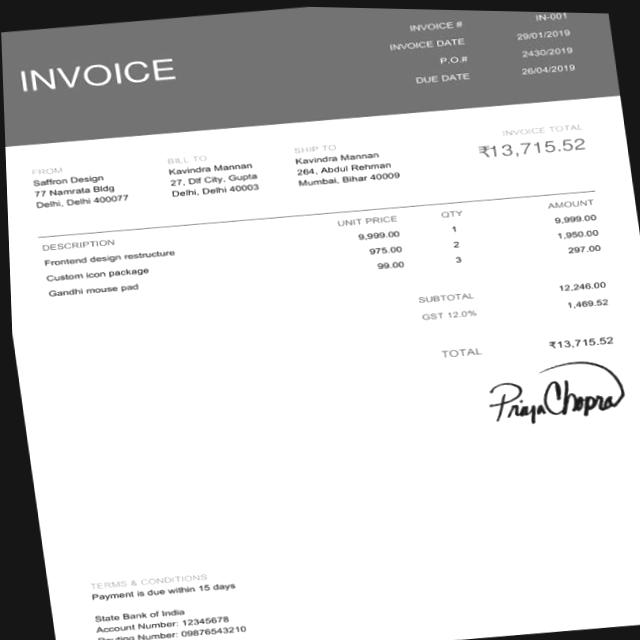 INVOICE
INVOICE # IN-001
INVOICE DATE 29/01/2019
P.O.# 2430/2019
DUE DATE 26/04/2019
INVOICE TOTAL
₹13,715.52
FROM
Saffron Design
77 Namrata Bldg
Delhi, Delhi 400077
BILL TO
Kavindra Mannan
27, Dlf City, Gupta
Delhi, Delhi 40003
SHIP TO
Kavindra Mannan
264, Abdul Rehman
Mumbai, Bihar 40009
DESCRIPTION UNIT PRICE QTY AMOUNT
Frontend design restructure 9,999.00 1 9,999.00
Custom icon package 975.00 2 1,950.00
Gandhi mouse pad 99.00 3 297.00
SUBTOTAL 12,246.00
GST 12.0% 1,469.52
TOTAL ₹13,715.52
Priya Chopra
TERMS & CONDITIONS
Payment is due within 15 days
State Bank of India
Account Number: 12345678
Routing Number: 09876543210